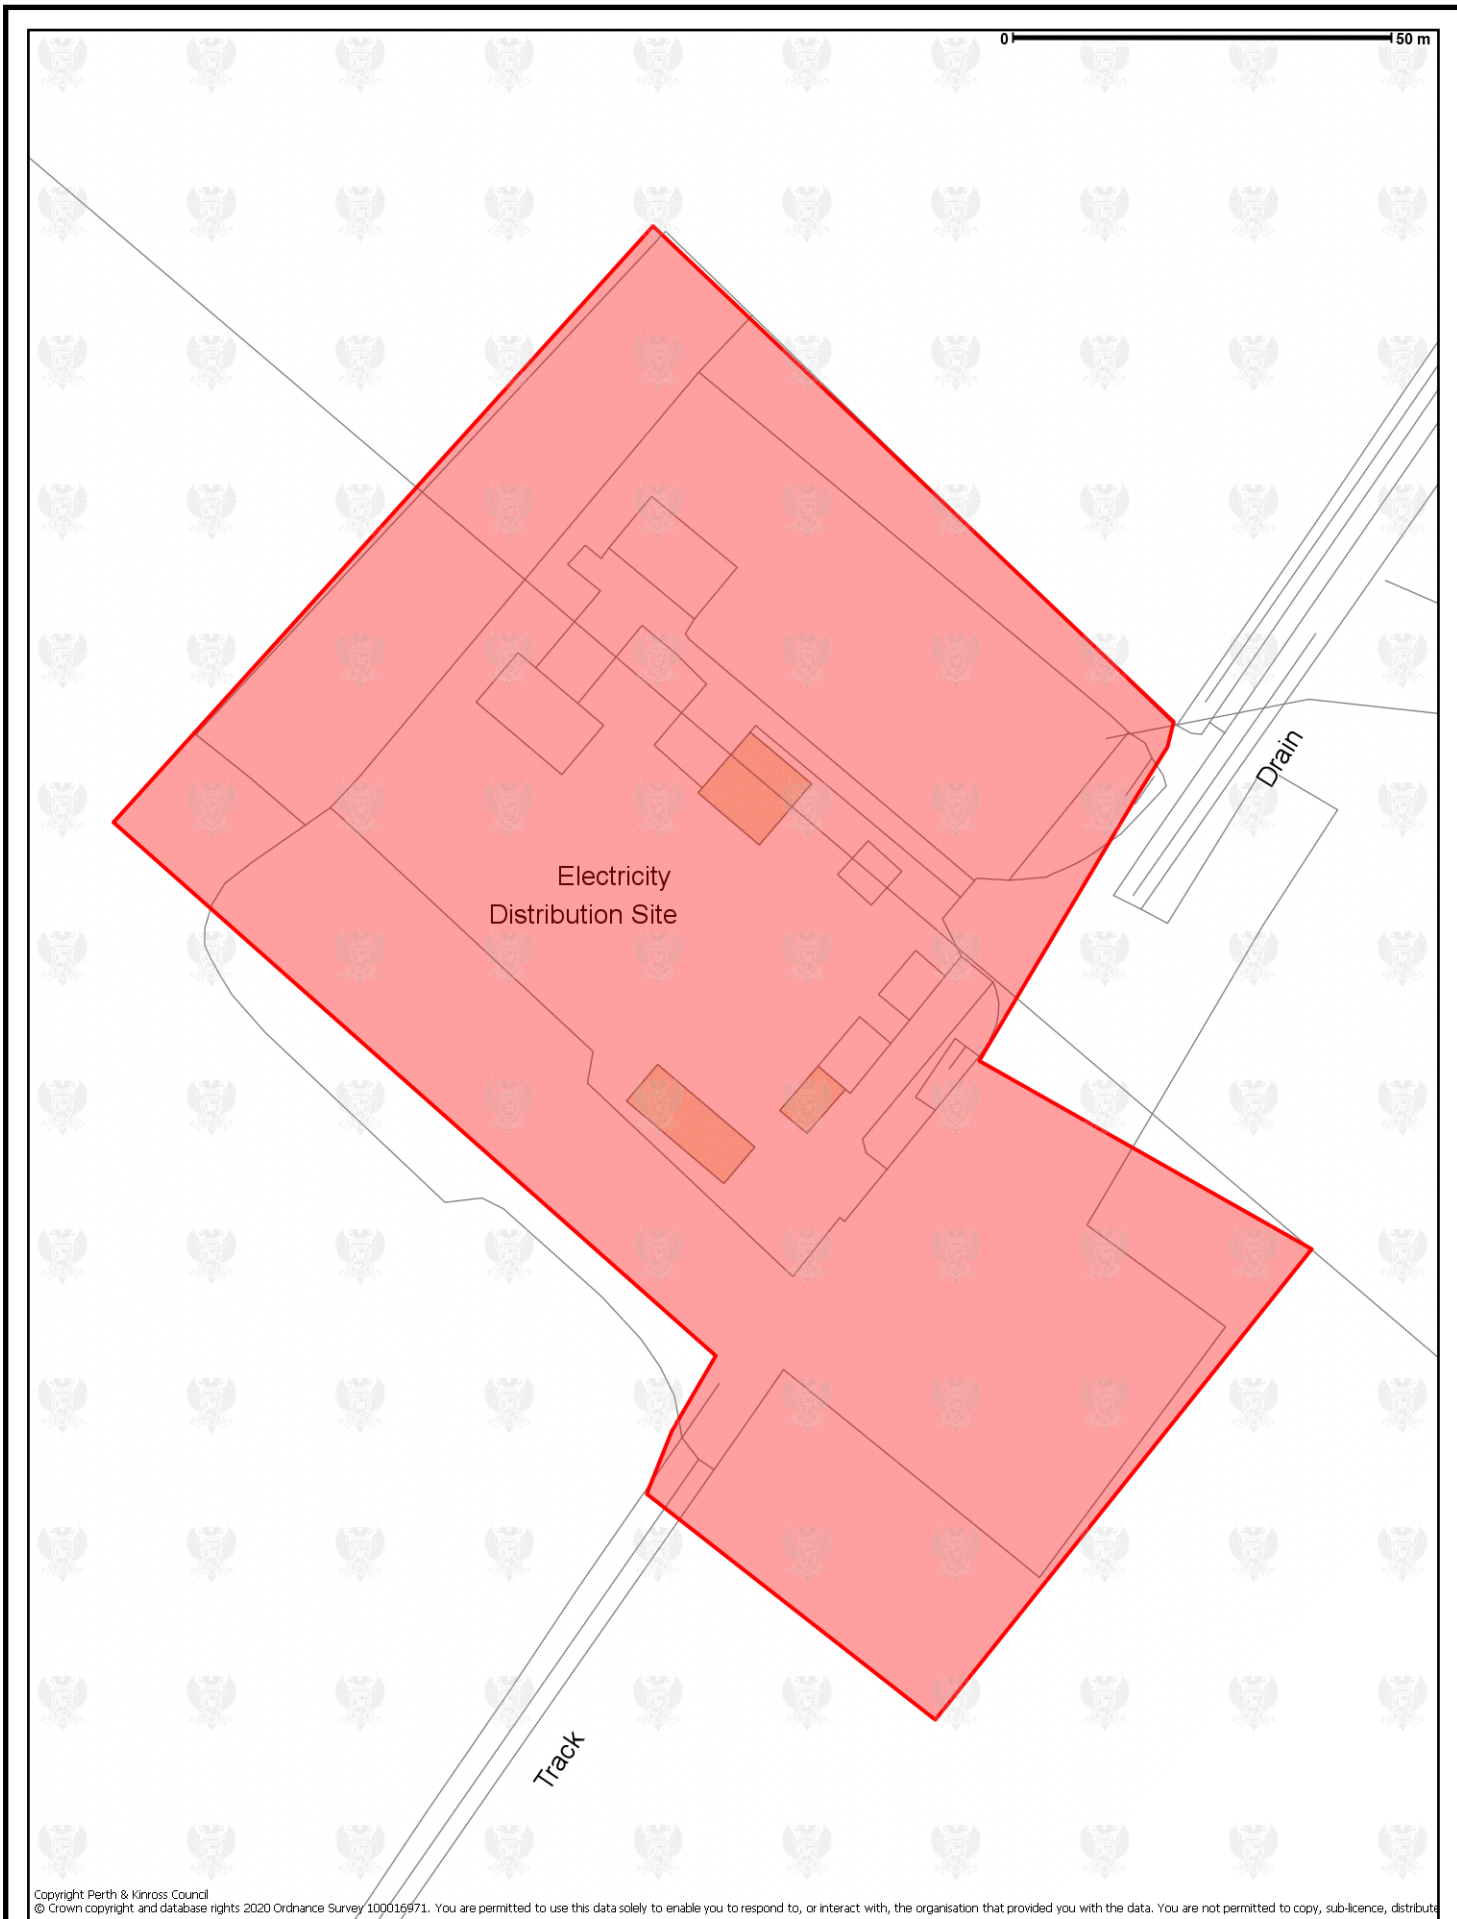 0 50 m
Drain
Electricity
Distribution Site
Track
Copyright Perth & Kinross Council
© Crown copyright and database rights 2020 Ordnance Survey 100016971. You are permitted to use this data solely to enable you to respond to, or interact with, the organisation that provided you with the data. You are not permitted to copy, sub-licence, distribute